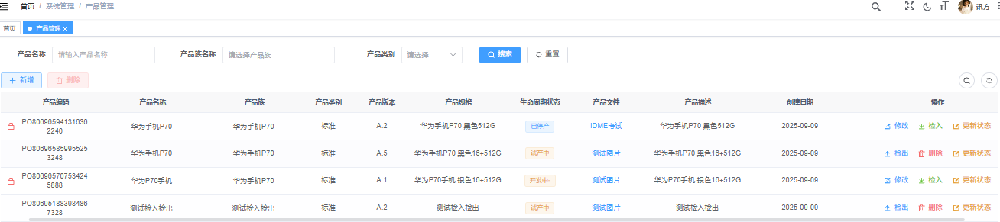 首页 / 系统管理 / 产品管理 讯方
首页 产品管理 ×
产品名称 请输入产品名称 产品族名称 请选择产品族 产品类别 请选择 搜索 重置
+ 新增 删除
产品编码 产品名称 产品族 产品类别 产品版本 产品规格 生命周期状态 产品文件 产品描述 创建日期 操作
PO80696594131636
2240 华为手机P70 华为手机P70 标准 A.2 华为手机P70 黑色512G 已停产 IDME考试 华为手机P70 黑色512G 2025-09-09 修改 检入 更新状态
PO80696585995525
3248 华为手机P70 华为手机P70 标准 A.5 华为手机P70 黑色16+512G 试产中 测试图片 华为手机P70 黑色16+512G 2025-09-09 检出 删除 更新状态
PO80696570753424
5888 华为P70手机 华为手机P70 标准 A.1 华为P70手机 银色16+512G 开发中- 测试图片 华为P70手机 银色16+512G 2025-09-09 修改 检入 更新状态
PO80695188398486
7328 测试检入检出 测试检入检出 标准 A.2 测试检入检出 试产中 测试图片 测试检入检出 2025-09-09 检出 删除 更新状态